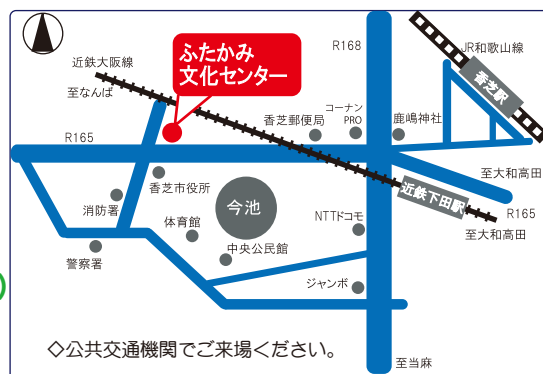 R168
JR和歌山線
香芝駅
近鉄大阪線
至なんば
ふたかみ
文化センター
香芝郵便局
コーナン
PRO
鹿嶋神社
R165
至大和高田
香芝市役所
消防署
今池
近鉄下田駅
R165
至大和高田
体育館
NTTドコモ
警察署
中央公民館
ジャンボ
◇公共交通機関でご来場ください。
至当麻